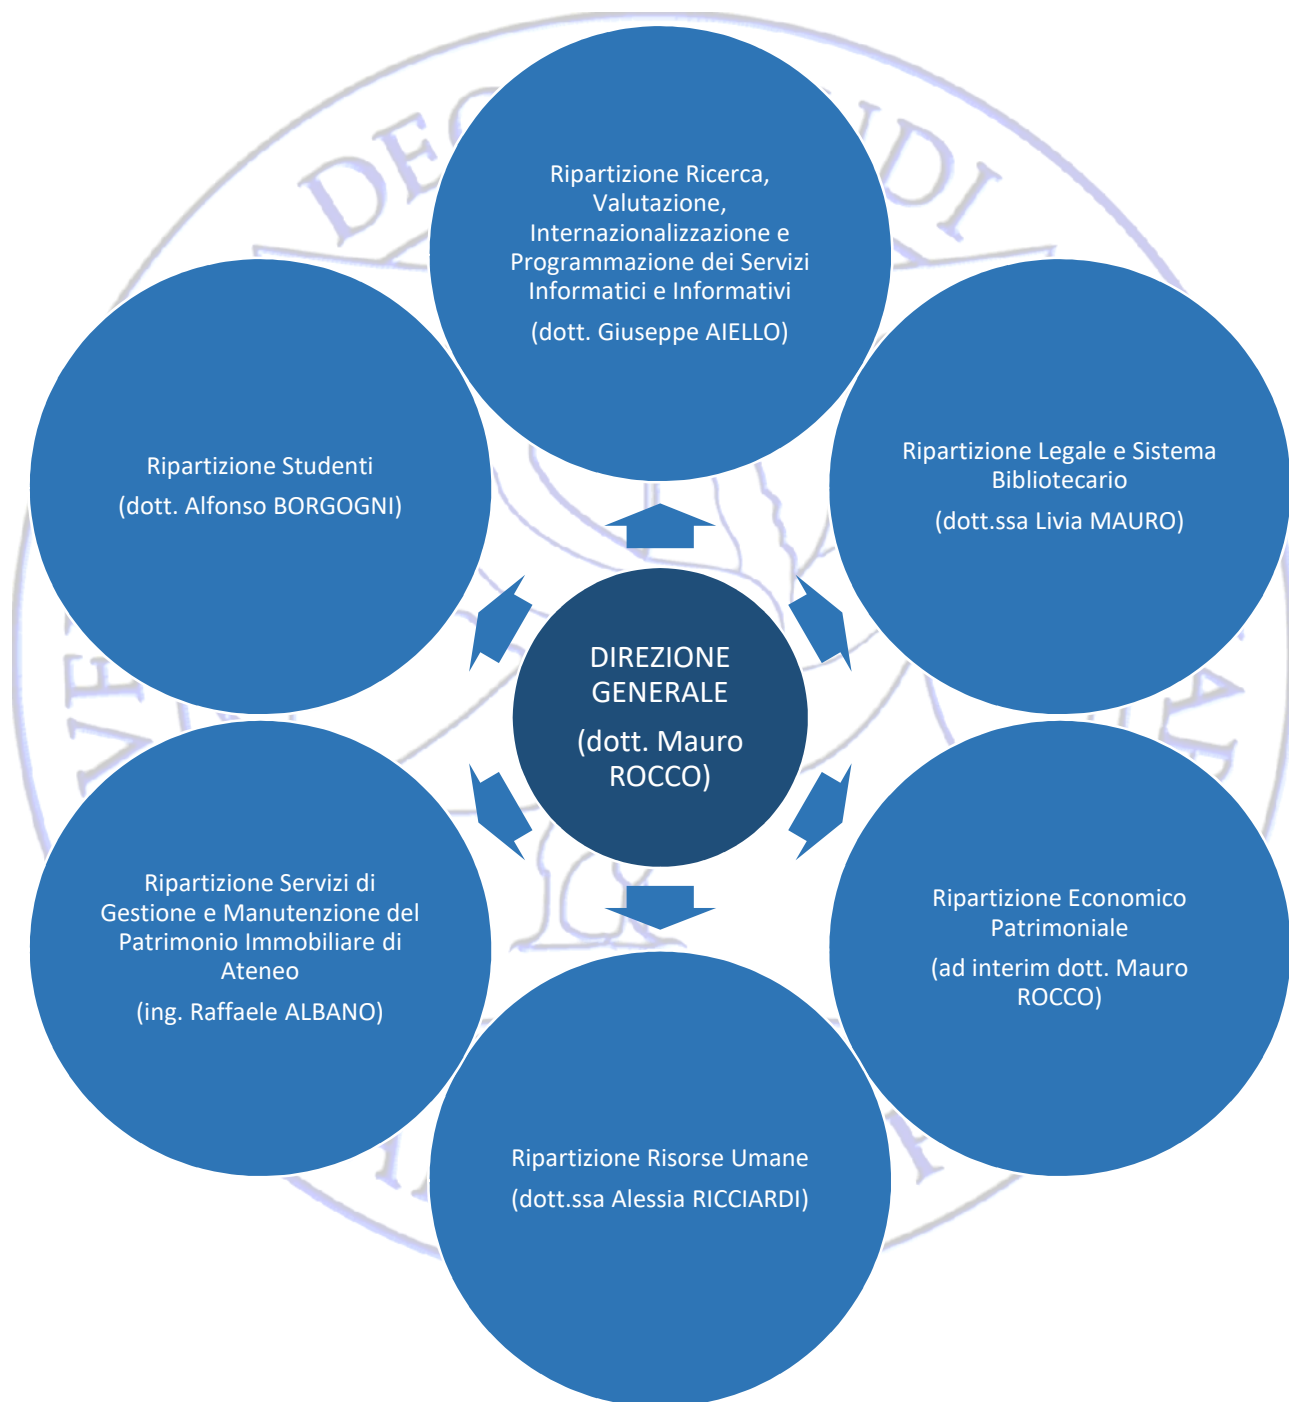 Ripartizione Ricerca,
Valutazione,
Internazionalizzazione e
Programmazione dei Servizi
Informatici e Informativi
(dott. Giuseppe AIELLO)
Ripartizione Studenti
(dott. Alfonso BORGOGNI)
Ripartizione Legale e Sistema
Bibliotecario
(dott.ssa Livia MAURO)
DIREZIONE
GENERALE
(dott. Mauro
ROCCO)
Ripartizione Servizi di
Gestione e Manutenzione del
Patrimonio Immobiliare di
Ateneo
(ing. Raffaele ALBANO)
Ripartizione Economico
Patrimoniale
(ad interim dott. Mauro
ROCCO)
Ripartizione Risorse Umane
(dott.ssa Alessia RICCIARDI)